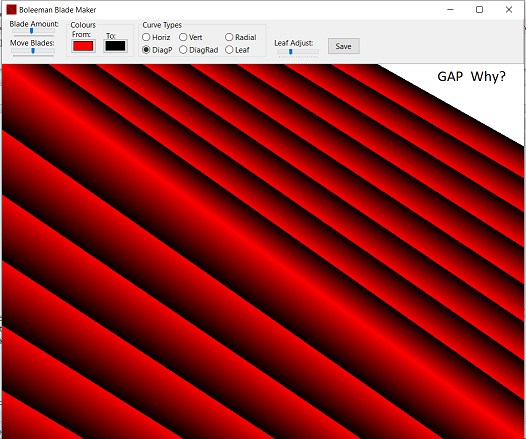 Boleeman Blade Maker
Blade Amount:
Move Blades:
Colours
From: To:
Curve Types
Horiz Vert Radial
DiagP DiagRad Leaf
Leaf Adjust:
Save
GAP Why?